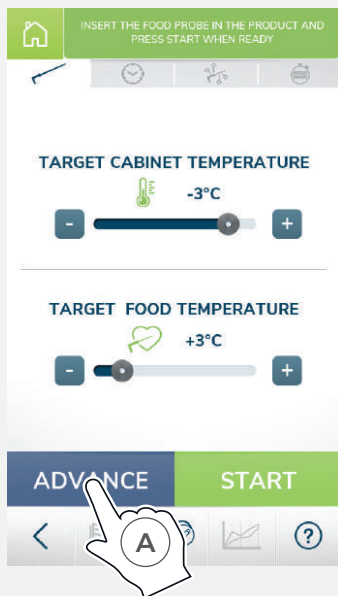 INSERT THE FOOD PROBE IN THE PRODUCT AND
PRESS START WHEN READY
TARGET CABINET TEMPERATURE
-3°C
-
+
TARGET FOOD TEMPERATURE
+3°C
-
+
ADVANCE
START
A
?